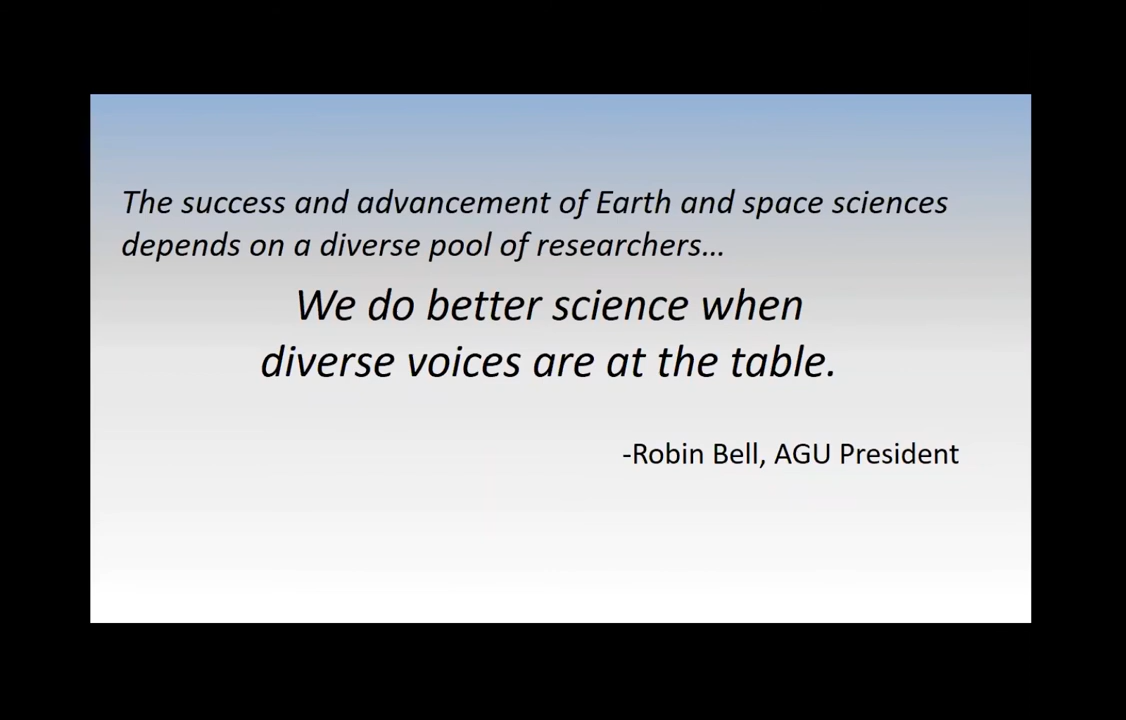 The success and advancement of Earth and space sciences
depends on a diverse pool of researchers…
We do better science when
diverse voices are at the table.
-Robin Bell, AGU President